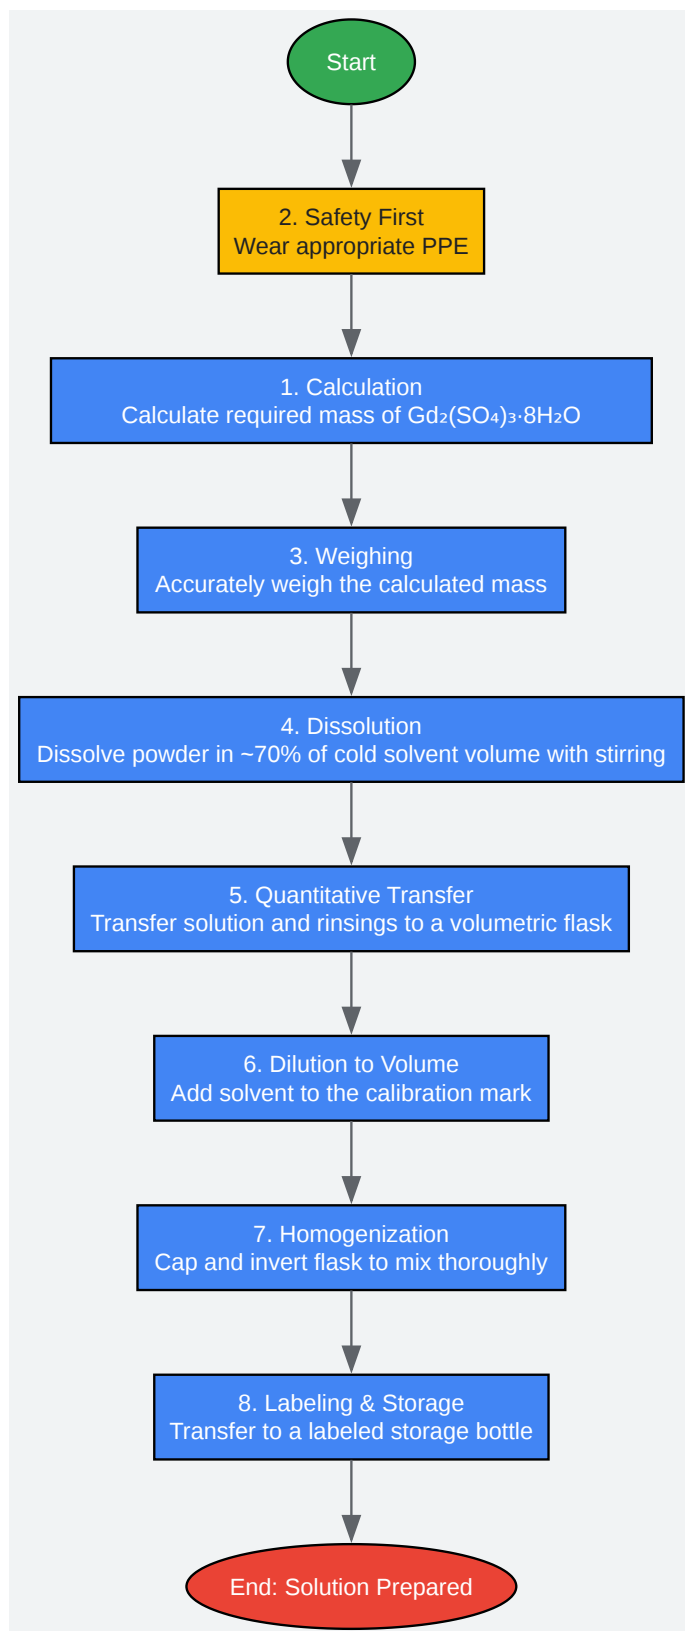 Start
2. Safety First
Wear appropriate PPE
1. Calculation
Calculate required mass of Gd₂(SO₄)₃·8H₂O
3. Weighing
Accurately weigh the calculated mass
4. Dissolution
Dissolve powder in ~70% of cold solvent volume with stirring
5. Quantitative Transfer
Transfer solution and rinsings to a volumetric flask
6. Dilution to Volume
Add solvent to the calibration mark
7. Homogenization
Cap and invert flask to mix thoroughly
8. Labeling & Storage
Transfer to a labeled storage bottle
End: Solution Prepared